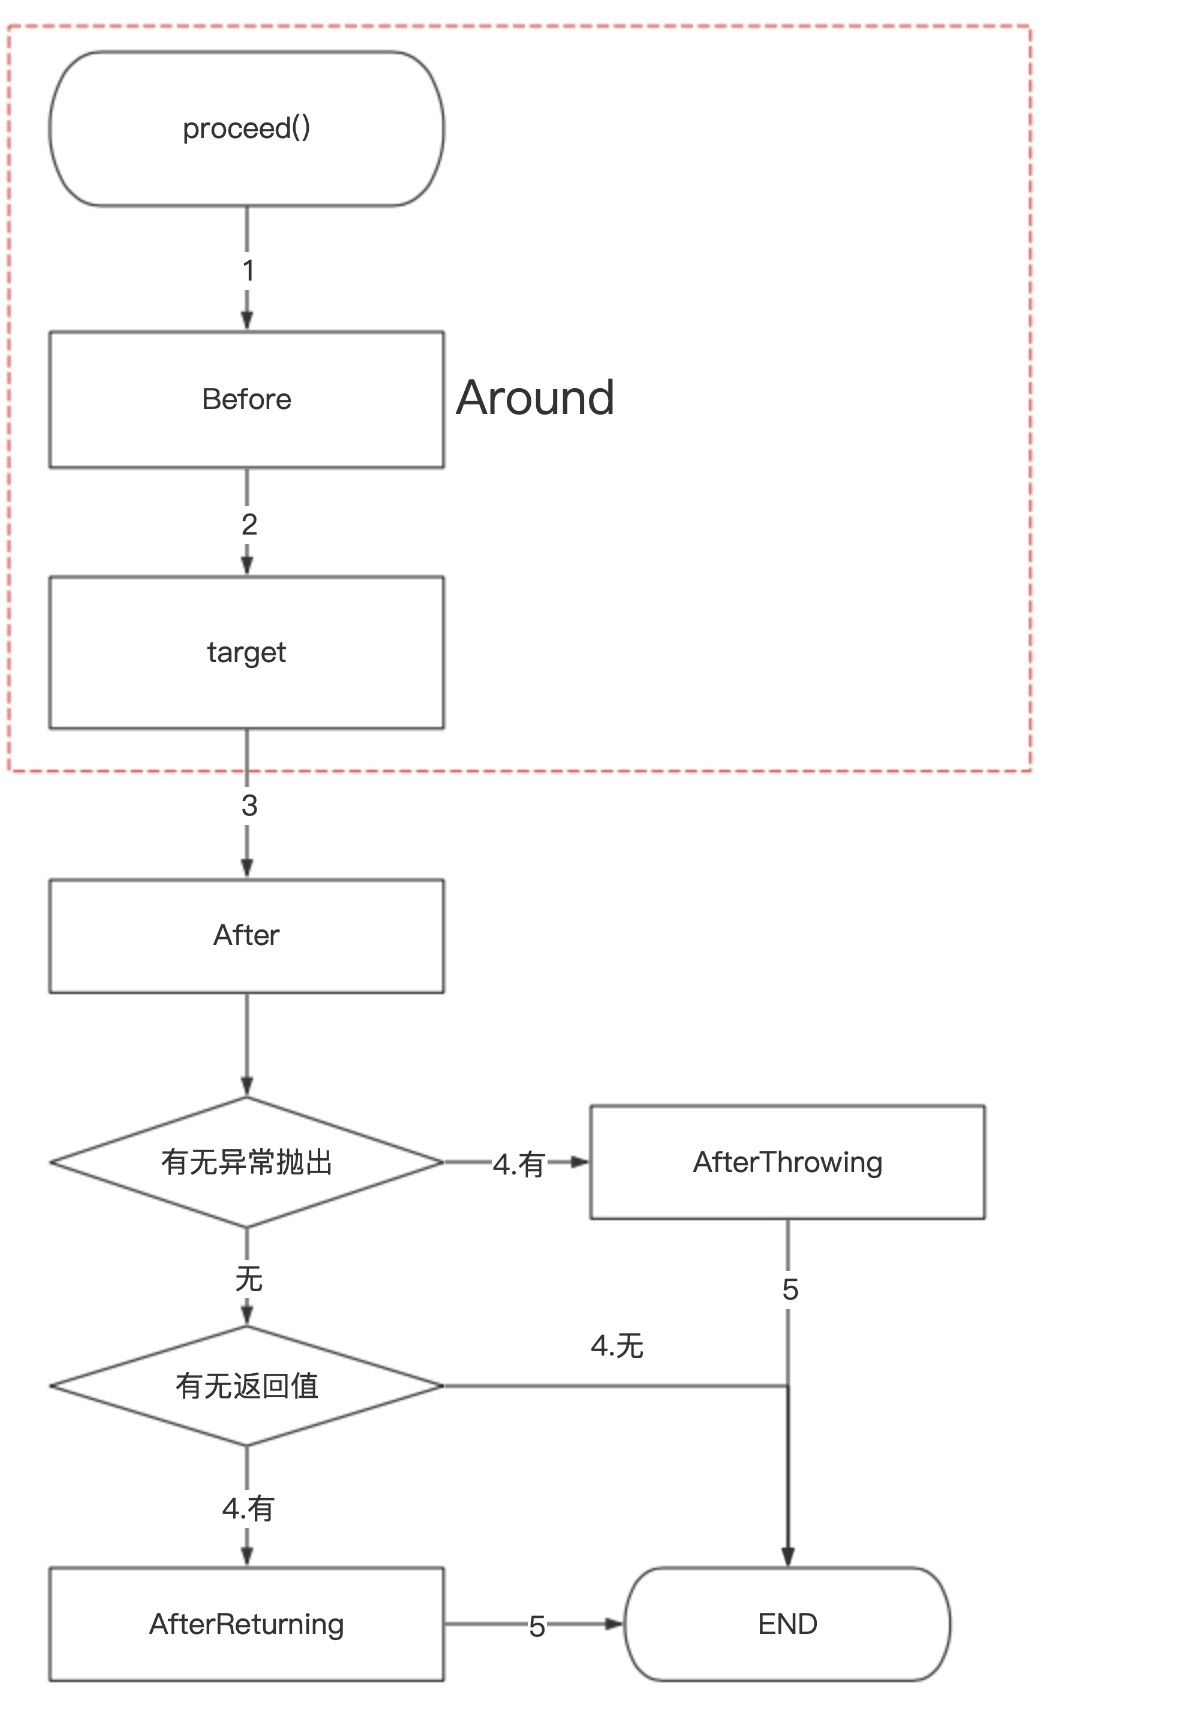 proceed()
1
Before
Around
2
target
3
After
有无异常抛出
4.有
AfterThrowing
无
5
4.无
有无返回值
4.有
AfterReturning
5
END